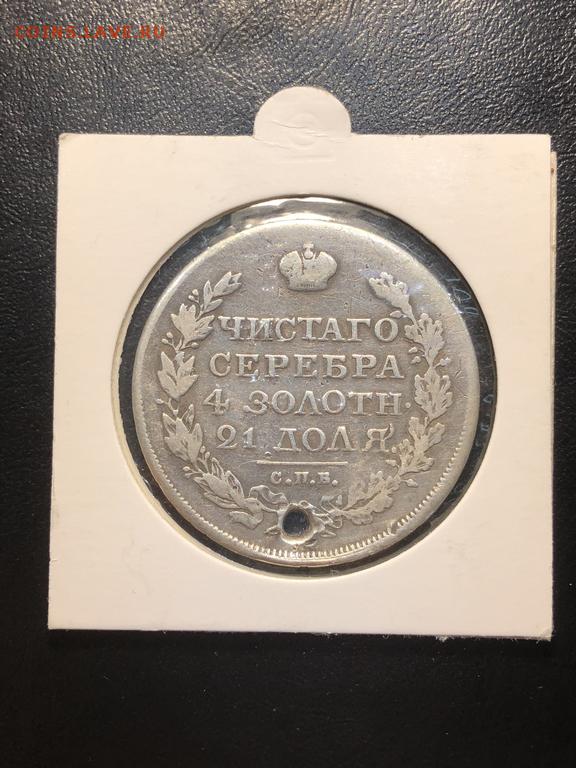 COINS.LAVE.RU
ЧИСТАГО
СЕРЕБРА
4 ЗОЛОТН.
21 ДОЛЯ
С.П.Б.